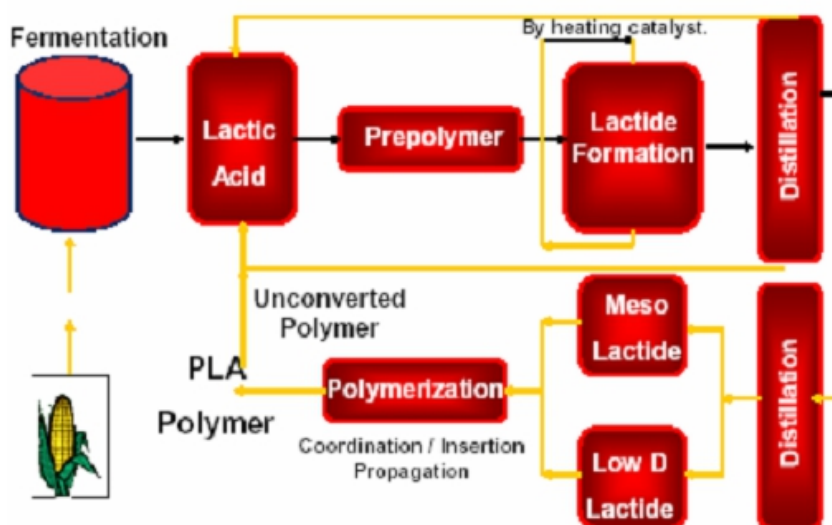 Fermentation
By heating catalyst.
Lactic
Acid
Prepolymer
Lactide
Formation
Distillation
Unconverted
Polymer
PLA
Polymer
Polymerization
Coordination / Insertion
Propagation
Meso
Lactide
Low D
Lactide
Distillation